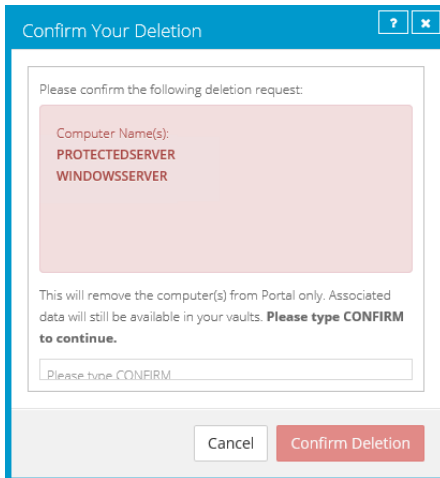 Confirm Your Deletion
?
Please confirm the following deletion request:
Computer Name(s):
PROTECTEDSERVER
WINDOWSSERVER
This will remove the computer(s) from Portal only. Associated
data will still be available in your vaults. Please type CONFIRM
to continue.
Please type CONFIRM
Cancel
Confirm Deletion